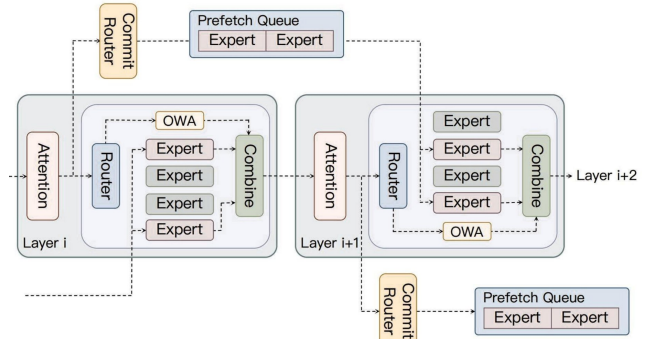 Commit
Router
Prefetch Queue
Expert Expert
Attention
Router
OWA
Expert
Expert
Expert
Expert
Combine
Layer i
Attention
Router
Expert
Expert
Expert
Expert
OWA
Combine
Layer i+1
Layer i+2
Commit
Router
Prefetch Queue
Expert Expert